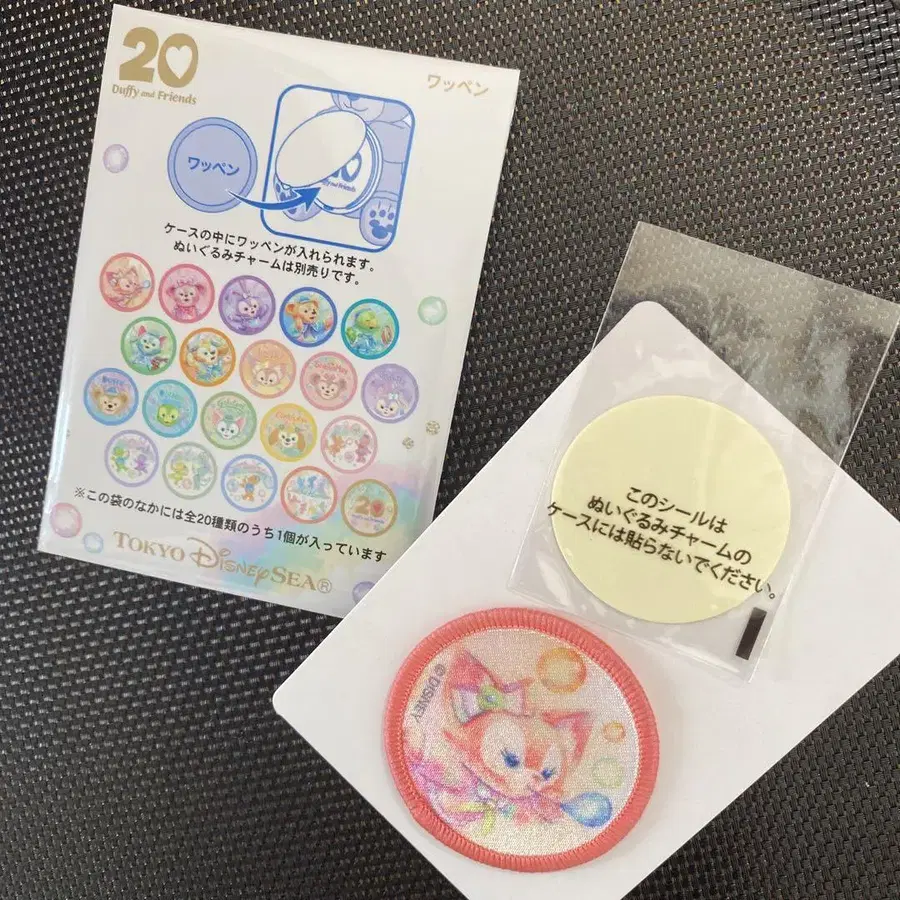 20
Duffy and Friends
ワッペン
ワッペン
20
Duffy and Friends
ケースの中にワッペンが入れられます。
ぬいぐるみチャームは別売りです。
※この袋のなかには全20種類のうち1個が入っています
TOKYO DISNEYSEA®
このシールは
ぬいぐるみチャームの
ケースには貼らないでください。
© DISNEY